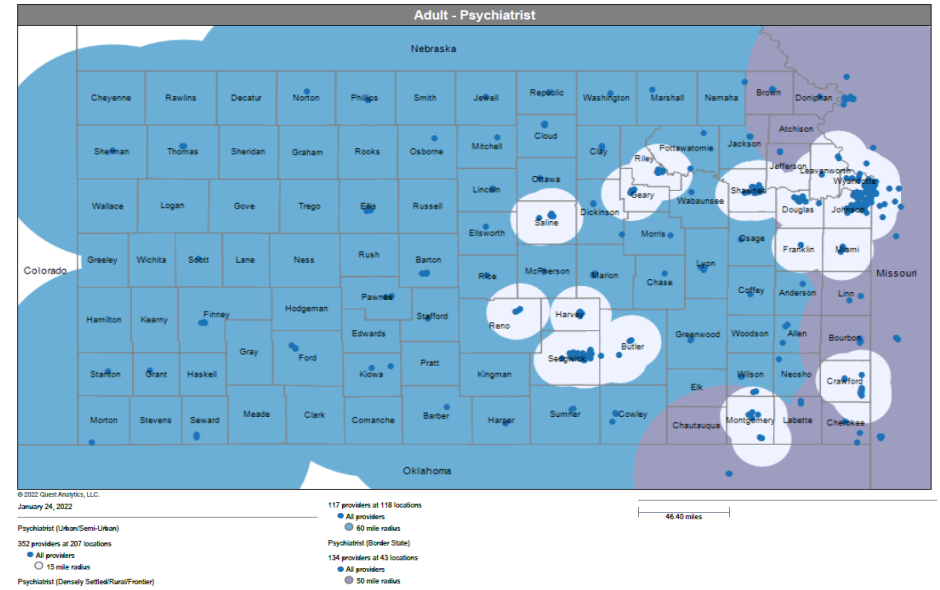 Adult - Psychiatrist
Nebraska
Cheyenne Rawlins Decatur Norton Phillips Smith Jewell Republic Washington Marshall Nemaha Brown Doniphan
Atchison
Sherman Thomas Sheridan Graham Rooks Osborne Mitchell Cloud Clay Riley Pottawatomie Jackson Jefferson Leavenworth
Wyandotte
Ottawa
Lincoln
Wallace Logan Gove Trego Ellis Russell Saline Dickinson Geary Wabaunsee Shawnee Douglas Johnson
Ellsworth Morris Osage Franklin Miami
Colorado Greeley Wichita Scott Lane Ness Rush Barton Rice McPherson Marion Chase Lyon Coffey Anderson Linn Missouri
Pawnee
Hamilton Kearny Finney Hodgeman Stafford Reno Harvey
Edwards Greenwood Woodson Allen Bourbon
Gray Ford Butler
Sedgwick
Stanton Grant Haskell Kiowa Pratt Kingman Elk Wilson Neosho Crawford
Morton Stevens Seward Meade Clark Comanche Barber Harper Sumner Cowley Chautauqua Montgomery Labette Cherokee
Oklahoma
© 2022 Quest Analytics, LLC.
January 24, 2022
Psychiatrist (Urban/Semi-Urban)
352 providers at 207 locations
All providers
15 mile radius
Psychiatrist (Densely Settled/Rural/Frontier)
117 providers at 118 locations
All providers
60 mile radius
Psychiatrist (Border State)
134 providers at 43 locations
All providers
50 mile radius
46.40 miles